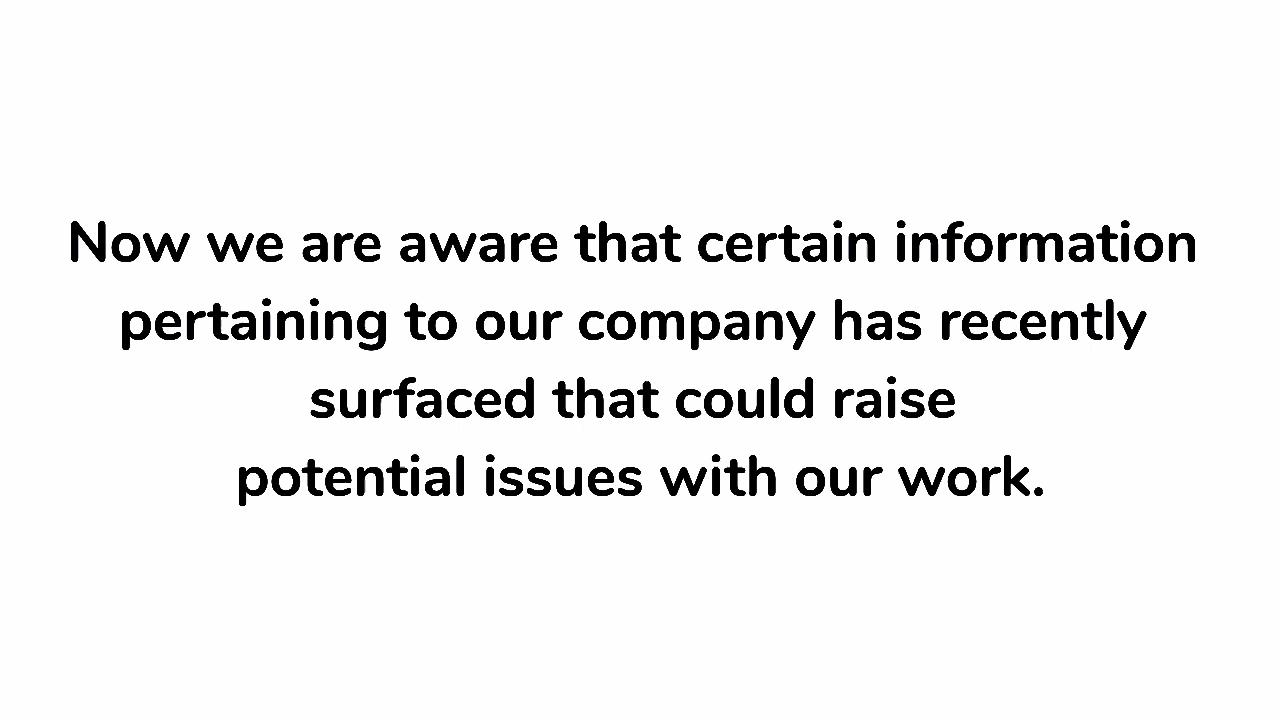 Now we are aware that certain information
pertaining to our company has recently
surfaced that could raise
potential issues with our work.